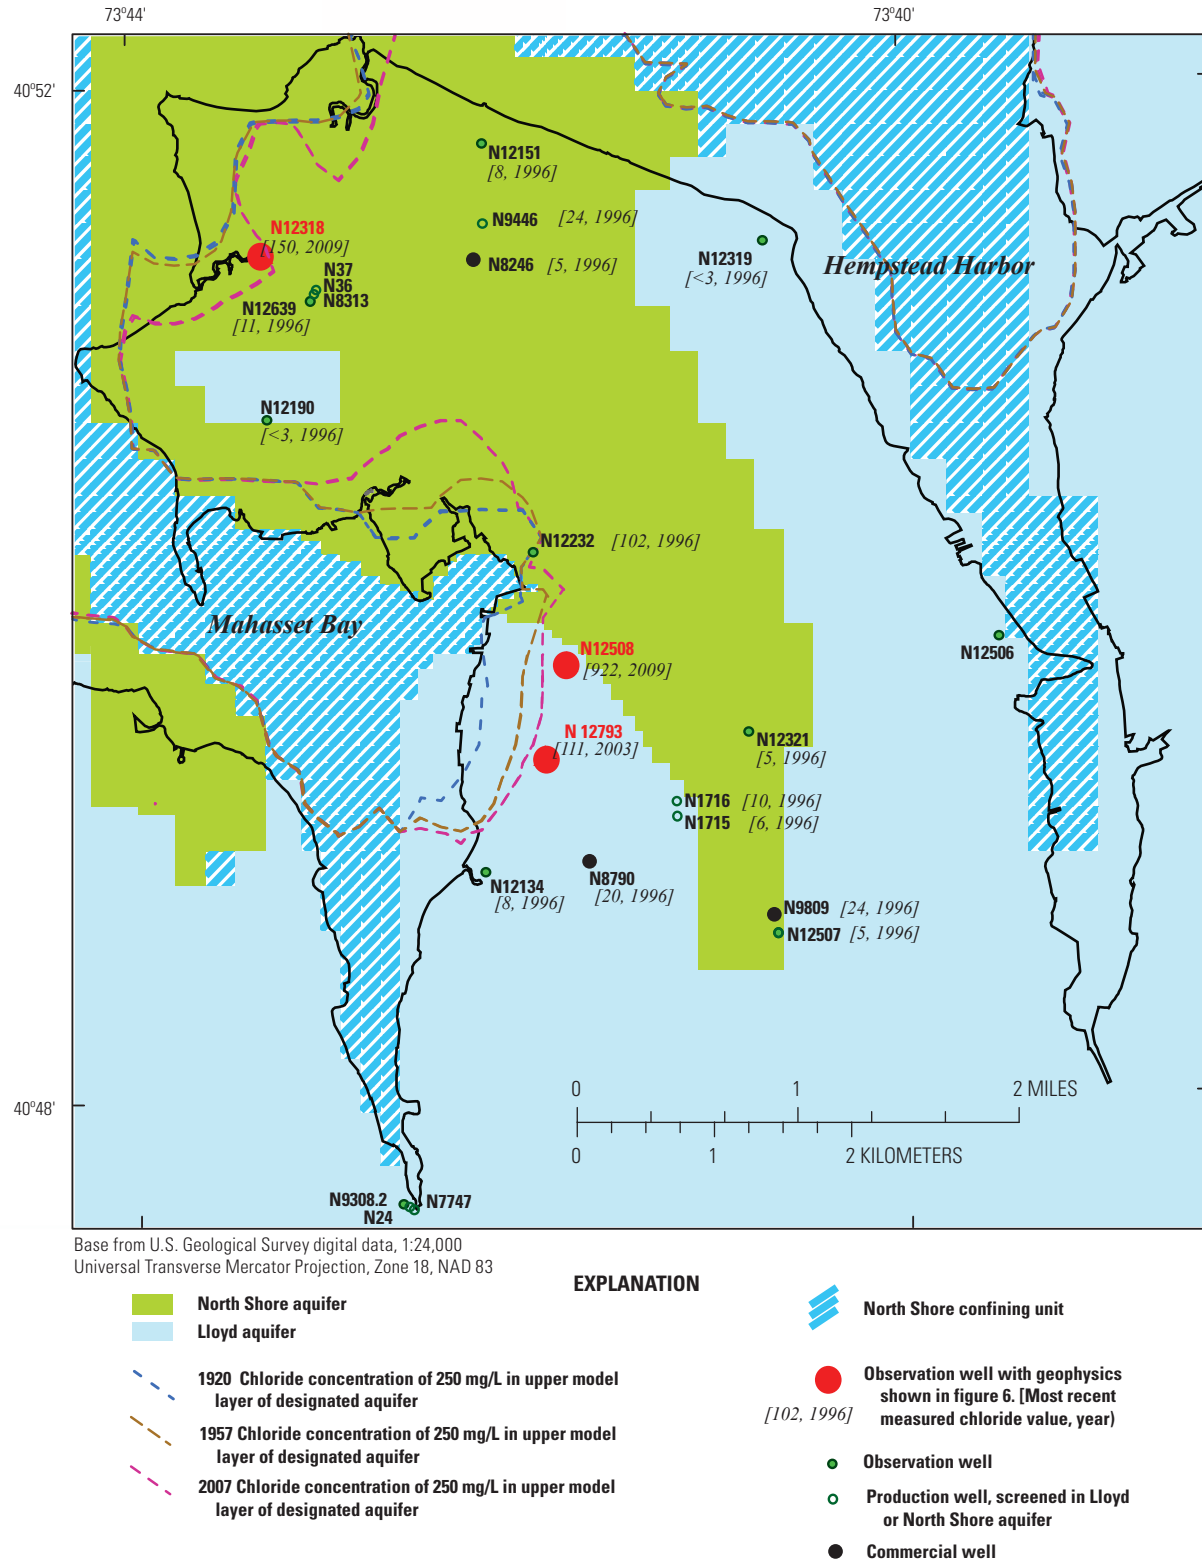 73°44'
73°40'
40°52'
N12151
[8, 1996]
N9446 [24, 1996]
N12318
[150, 2009]
N8246 [5, 1996]
N12319
[<3, 1996]
Hempstead Harbor
N37
N36
N8313
N12639
[11, 1996]
N12190
[<3, 1996]
N12232 [102, 1996]
Mahasset Bay
N12508
[922, 2009]
N12506
N 12793
[111, 2003]
N12321
[5, 1996]
N1716 [10, 1996]
N1715 [6, 1996]
N12134
[8, 1996]
N8790
[20, 1996]
N9809 [24, 1996]
N12507 [5, 1996]
40°48'
0 1 2 MILES
0 1 2 KILOMETERS
N9308.2
N7747
N24
Base from U.S. Geological Survey digital data, 1:24,000
Universal Transverse Mercator Projection, Zone 18, NAD 83
EXPLANATION
North Shore aquifer
Lloyd aquifer
1920 Chloride concentration of 250 mg/L in upper model
layer of designated aquifer
1957 Chloride concentration of 250 mg/L in upper model
layer of designated aquifer
2007 Chloride concentration of 250 mg/L in upper model
layer of designated aquifer
North Shore confining unit
Observation well with geophysics
shown in figure 6. [Most recent
measured chloride value, year)
[102, 1996]
Observation well
Production well, screened in Lloyd
or North Shore aquifer
Commercial well